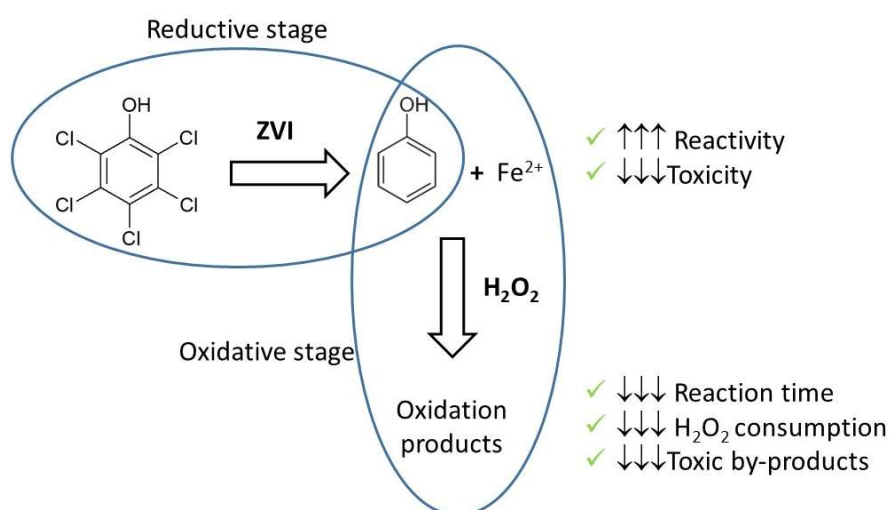 Reductive stage
OH
Cl
Cl
Cl
Cl
Cl
ZVI
OH
+ Fe²⁺
✓ ↑↑↑ Reactivity
✓ ↓↓↓Toxicity
H₂O₂
Oxidative stage
Oxidation
products
✓ ↓↓↓ Reaction time
✓ ↓↓↓ H₂O₂ consumption
✓ ↓↓↓Toxic by-products